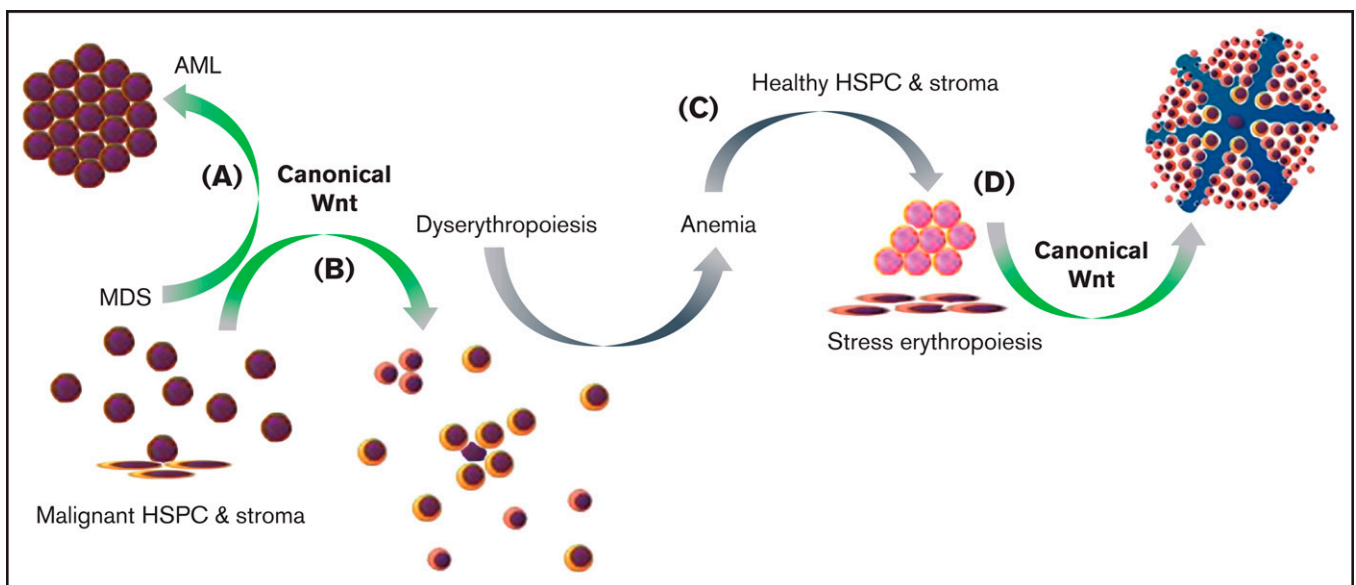 AML
(A)
Canonical
Wnt
(B)
MDS
Malignant HSPC & stroma
Dyserythropoiesis
Anemia
(C)
Healthy HSPC & stroma
(D)
Stress erythropoiesis
Canonical
Wnt